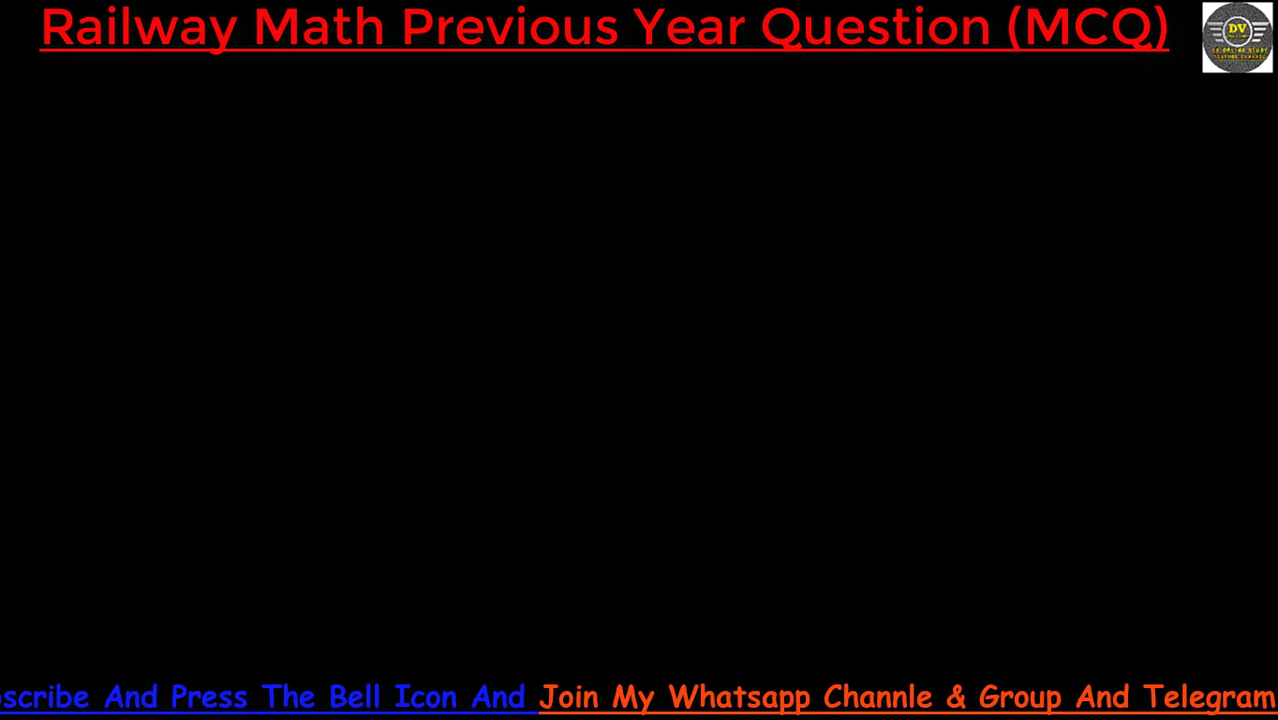 Railway Math Previous Year Question (MCQ)
DV
And Press The Bell Icon And Join My Whatsapp Channle & Group And Telegram